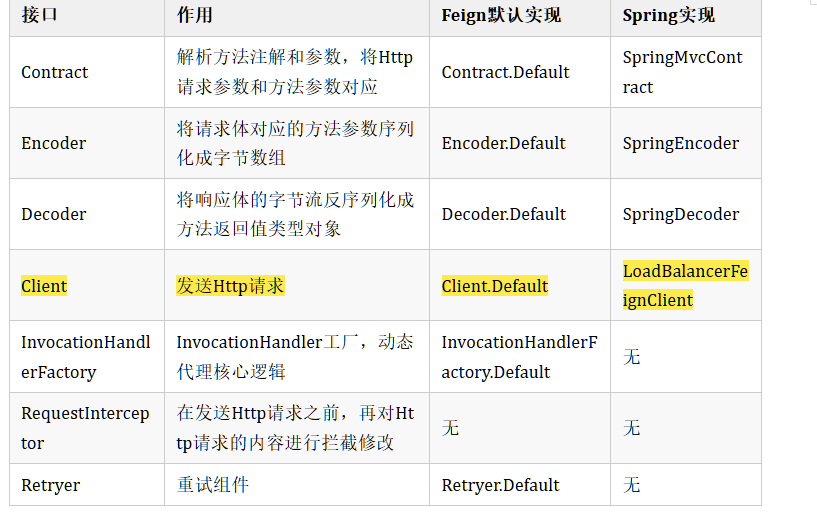 接口 作用 Feign默认实现 Spring实现
Contract 解析方法注解和参数，将Http请求参数和方法参数对应 Contract.Default SpringMvcContract
Encoder 将请求体对应的方法参数序列化成字节数组 Encoder.Default SpringEncoder
Decoder 将响应体的字节流反序列化成方法返回值类型对象 Decoder.Default SpringDecoder
Client 发送Http请求 Client.Default LoadBalancerFeignClient
InvocationHandlerFactory InvocationHandler工厂，动态代理核心逻辑 InvocationHandlerFactory.Default 无
RequestInterceptor 在发送Http请求之前，再对Http请求的内容进行拦截修改 无 无
Retryer 重试组件 Retryer.Default 无